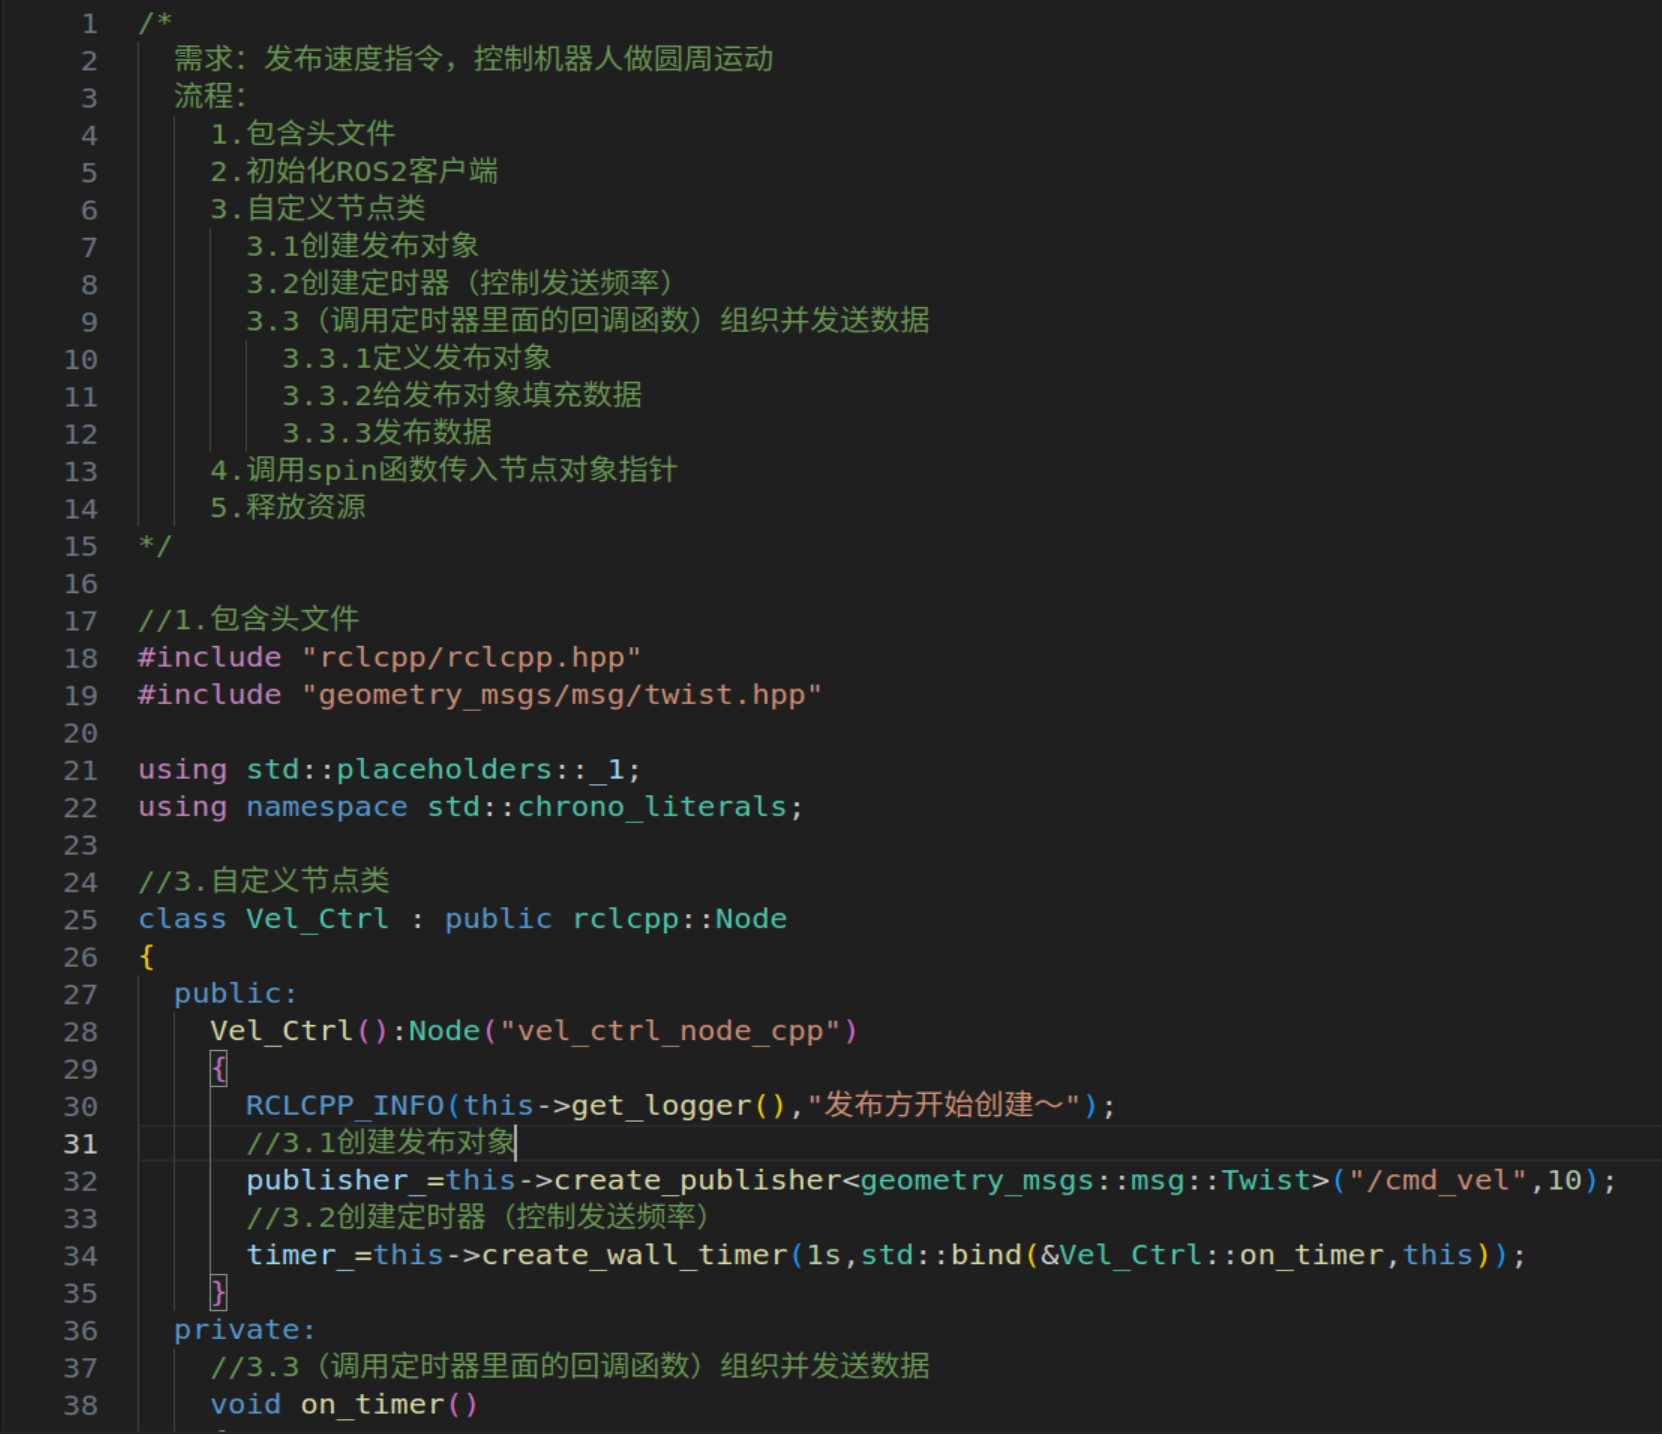 1 /*
2 需求：发布速度指令，控制机器人做圆周运动
3 流程：
4 1.包含头文件
5 2.初始化ROS2客户端
6 3.自定义节点类
7 3.1创建发布对象
8 3.2创建定时器（控制发送频率）
9 3.3（调用定时器里面的回调函数）组织并发送数据
10 3.3.1定义发布对象
11 3.3.2给发布对象填充数据
12 3.3.3发布数据
13 4.调用spin函数传入节点对象指针
14 5.释放资源
15 */
16
17 //1.包含头文件
18 #include "rclcpp/rclcpp.hpp"
19 #include "geometry_msgs/msg/twist.hpp"
20
21 using std::placeholders::_1;
22 using namespace std::chrono_literals;
23
24 //3.自定义节点类
25 class Vel_Ctrl : public rclcpp::Node
26 {
27 public:
28 Vel_Ctrl():Node("vel_ctrl_node_cpp")
29 {
30 RCLCPP_INFO(this->get_logger(),"发布方开始创建～");
31 //3.1创建发布对象
32 publisher_=this->create_publisher<geometry_msgs::msg::Twist>("/cmd_vel",10);
33 //3.2创建定时器（控制发送频率）
34 timer_=this->create_wall_timer(1s,std::bind(&Vel_Ctrl::on_timer,this));
35 }
36 private:
37 //3.3（调用定时器里面的回调函数）组织并发送数据
38 void on_timer()